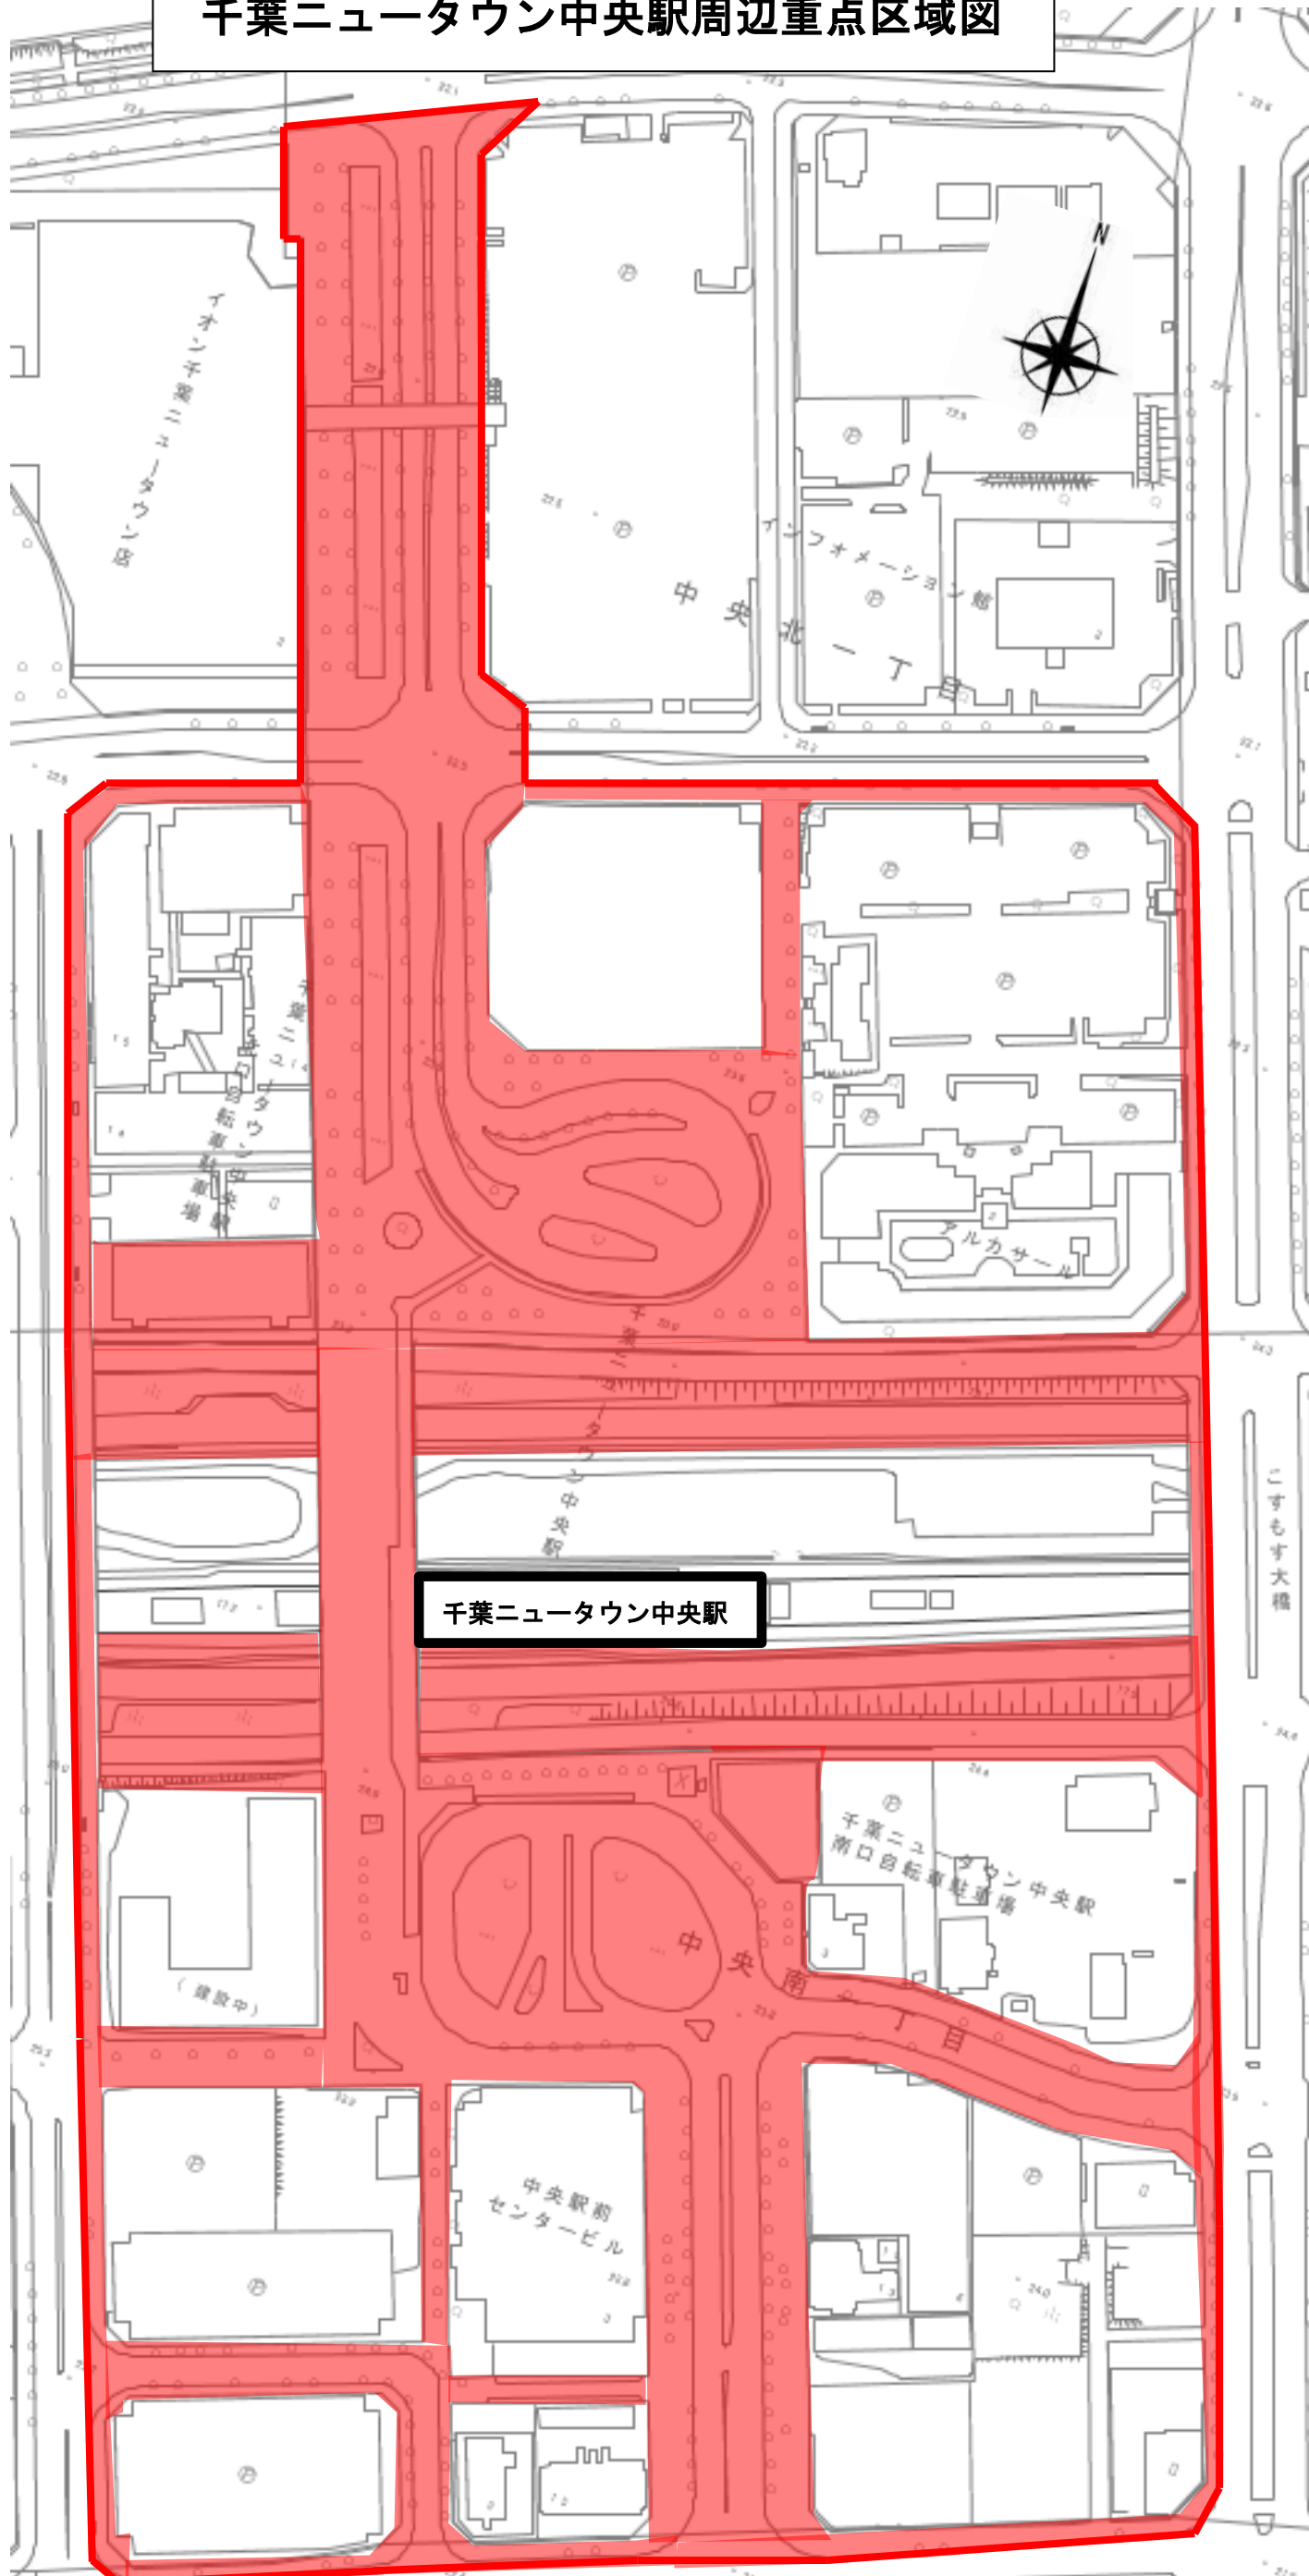 千葉ニュータウン中央駅周辺重点区域図
N
イオン千葉ニュータウン店
インフォメーション館
中央北一丁目
千葉ニュータウン中央駅
北口自転車駐車場
アルカサール
千葉ニュータウン中央駅
千葉ニュータウン中央駅
こすもす大橋
千葉ニュータウン中央駅
南口自転車駐車場
(建設中)
中央南一丁目
中央駅前
センタービル